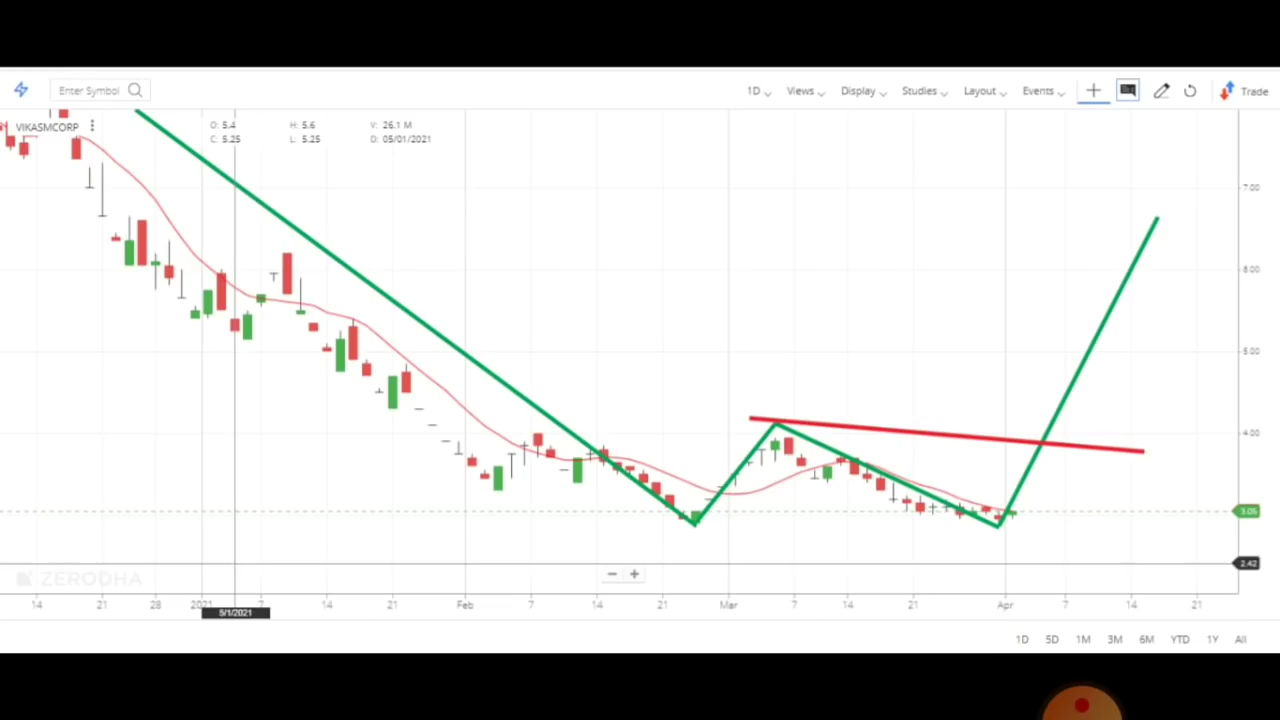 Enter Symbol 1D Views Display Studies Layout Events Trade
VIKASMCORP O: 5.4 H: 5.6 V: 26.1 M
C: 5.25 L: 5.25 D: 05/01/2021
7.00
6.00
5.00
4.00
3.05
2.42
ZERODHA
14 21 28 2021 7 14 21 Feb 7 14 21 Mar 7 14 21 Apr 7 14 21
5/1/2021
1D 5D 1M 3M 6M YTD 1Y All